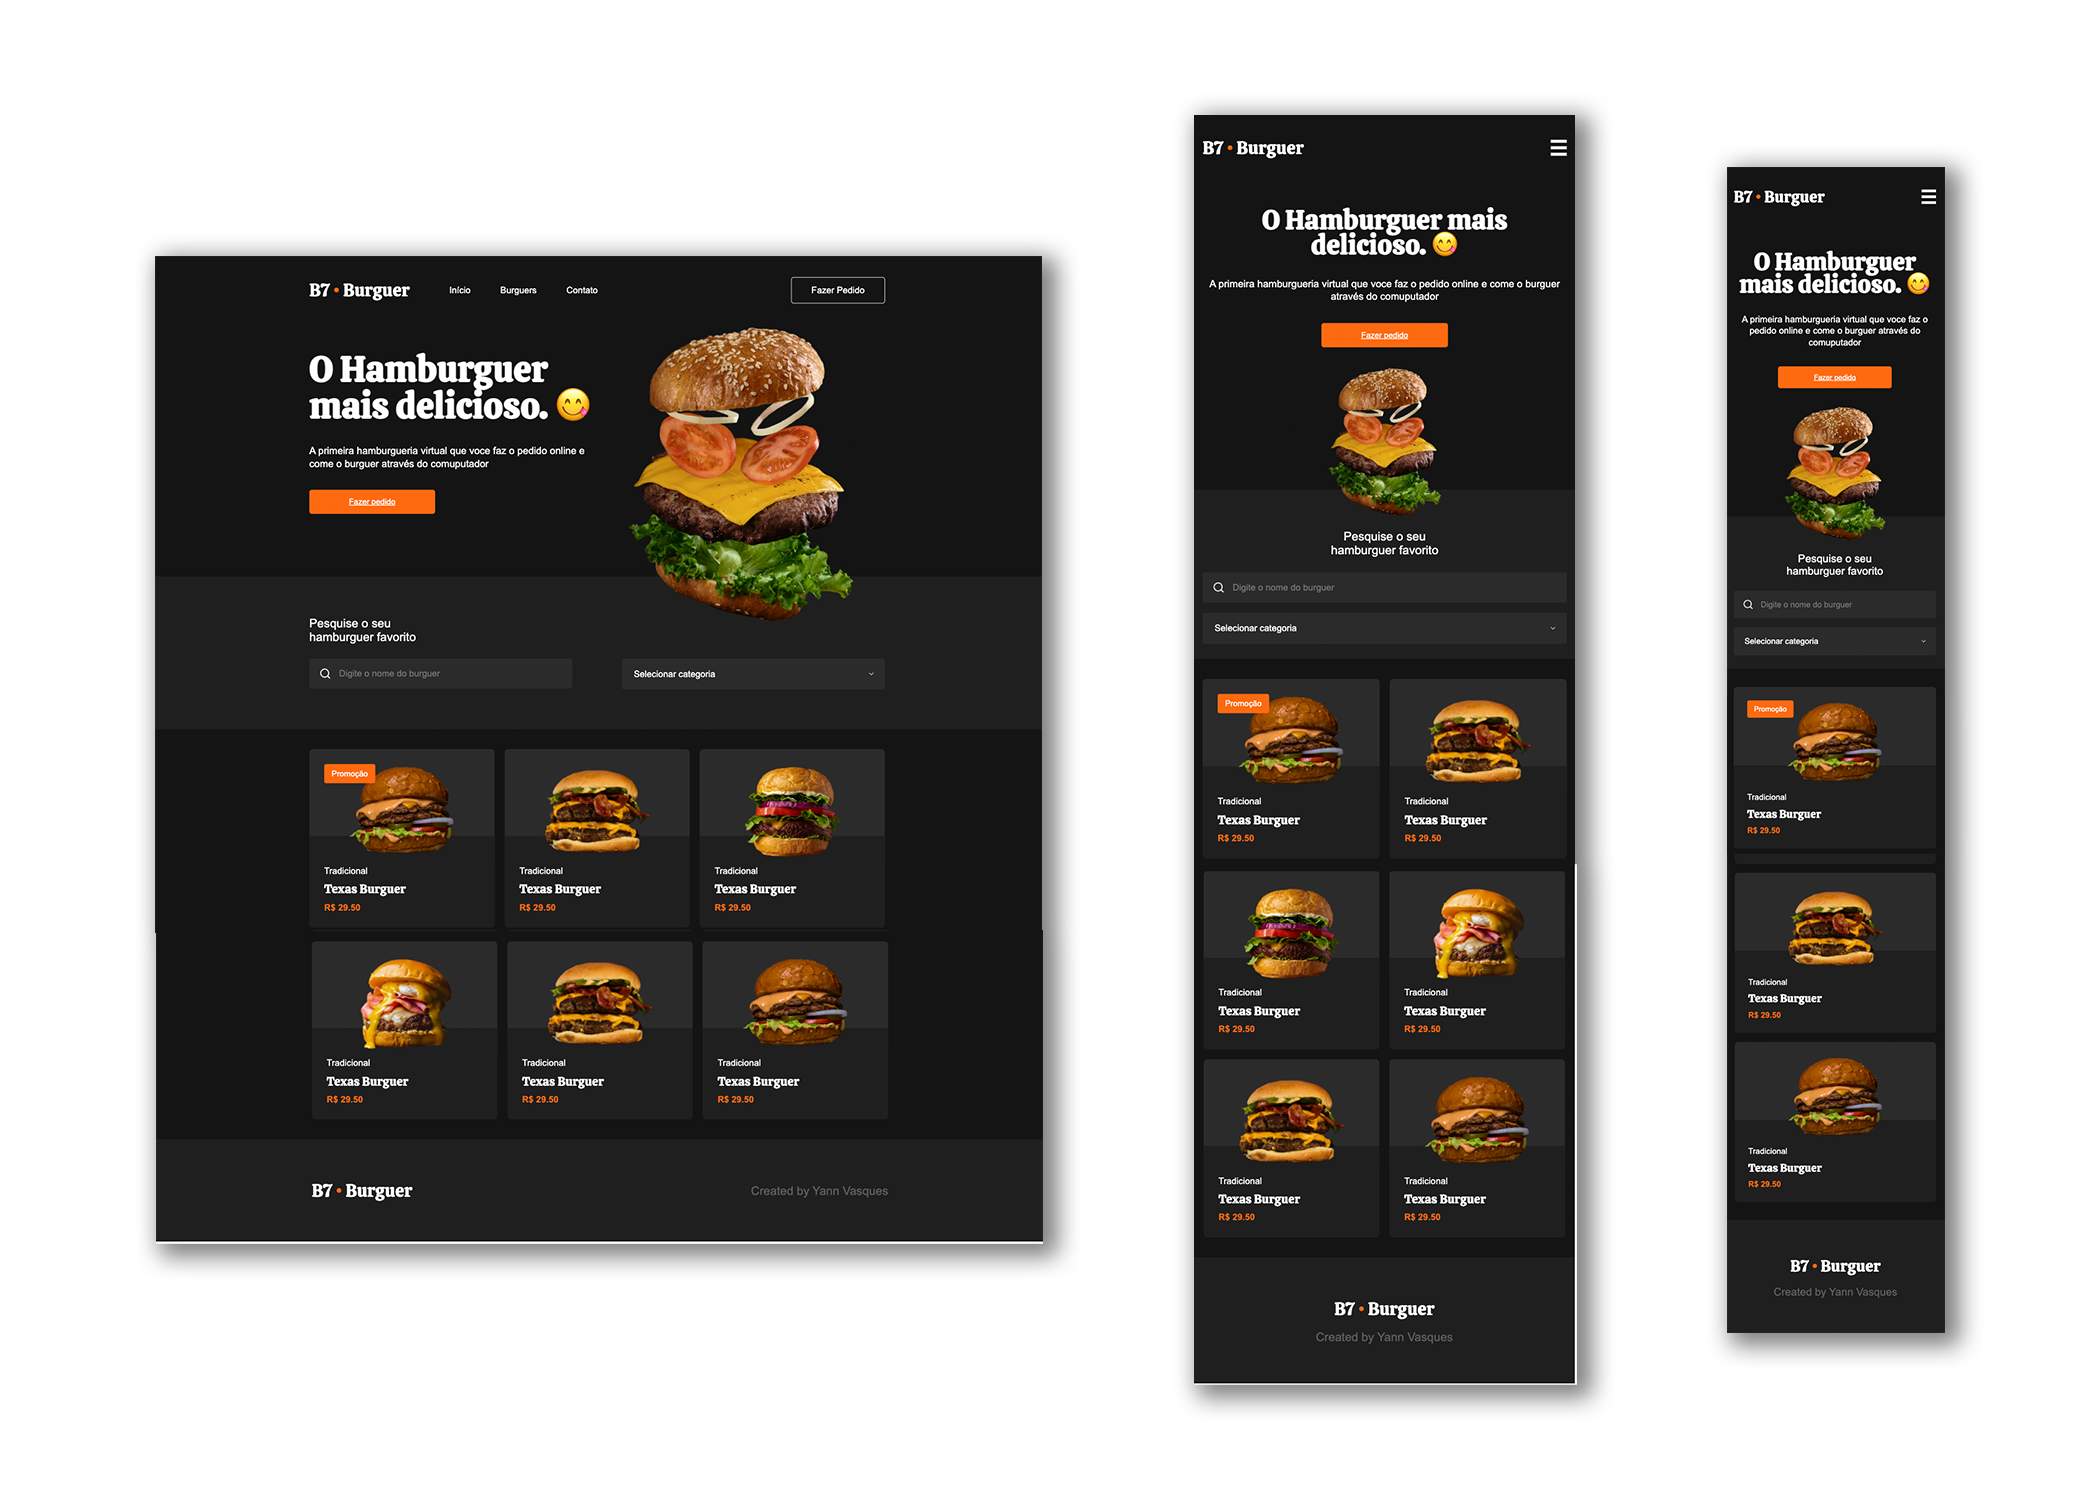 B7 • Burguer
Início
Burguers
Contato
Fazer Pedido
O Hamburguer
mais delicioso. 😋
A primeira hamburgueria virtual que voce faz o pedido online e
come o burguer através do comuputador
Fazer pedido
Pesquise o seu
hamburguer favorito
Digite o nome do burguer
Selecionar categoria
Promoção
Tradicional
Texas Burguer
R$ 29.50
Tradicional
Texas Burguer
R$ 29.50
Tradicional
Texas Burguer
R$ 29.50
Tradicional
Texas Burguer
R$ 29.50
Tradicional
Texas Burguer
R$ 29.50
Tradicional
Texas Burguer
R$ 29.50
B7 • Burguer
Created by Yann Vasques
B7 • Burguer
O Hamburguer mais
delicioso. 😋
A primeira hamburgueria virtual que voce faz o pedido online e come o burguer
através do comuputador
Fazer pedido
Pesquise o seu
hamburguer favorito
Digite o nome do burguer
Selecionar categoria
Promoção
Tradicional
Texas Burguer
R$ 29.50
Tradicional
Texas Burguer
R$ 29.50
Tradicional
Texas Burguer
R$ 29.50
Tradicional
Texas Burguer
R$ 29.50
Tradicional
Texas Burguer
R$ 29.50
Tradicional
Texas Burguer
R$ 29.50
B7 • Burguer
Created by Yann Vasques
B7 • Burguer
O Hamburguer
mais delicioso. 😋
A primeira hamburgueria virtual que voce faz o
pedido online e come o burguer através do
comuputador
Fazer pedido
Pesquise o seu
hamburguer favorito
Digite o nome do burguer
Selecionar categoria
Promoção
Tradicional
Texas Burguer
R$ 29.50
Tradicional
Texas Burguer
R$ 29.50
Tradicional
Texas Burguer
R$ 29.50
B7 • Burguer
Created by Yann Vasques